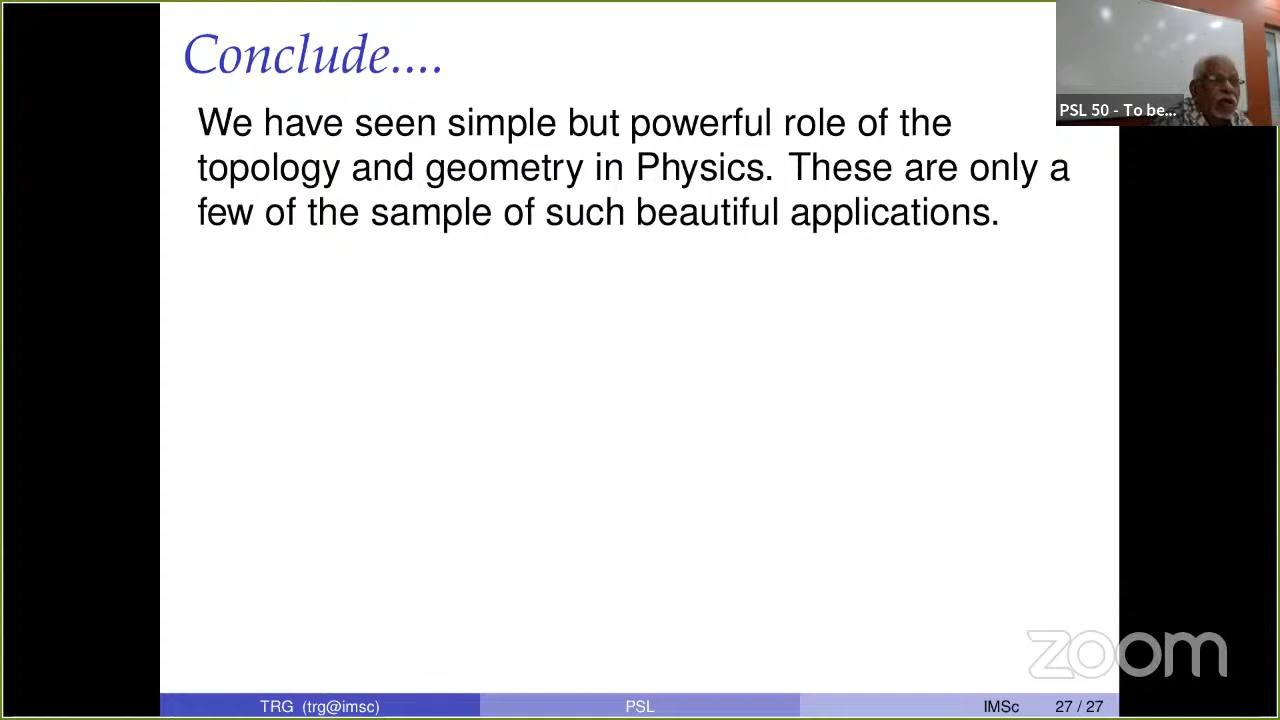 Conclude....
We have seen simple but powerful role of the
topology and geometry in Physics. These are only a
few of the sample of such beautiful applications.
PSL 50 - To be...
zoom
TRG (trg@imsc)
PSL
IMSc
27 / 27